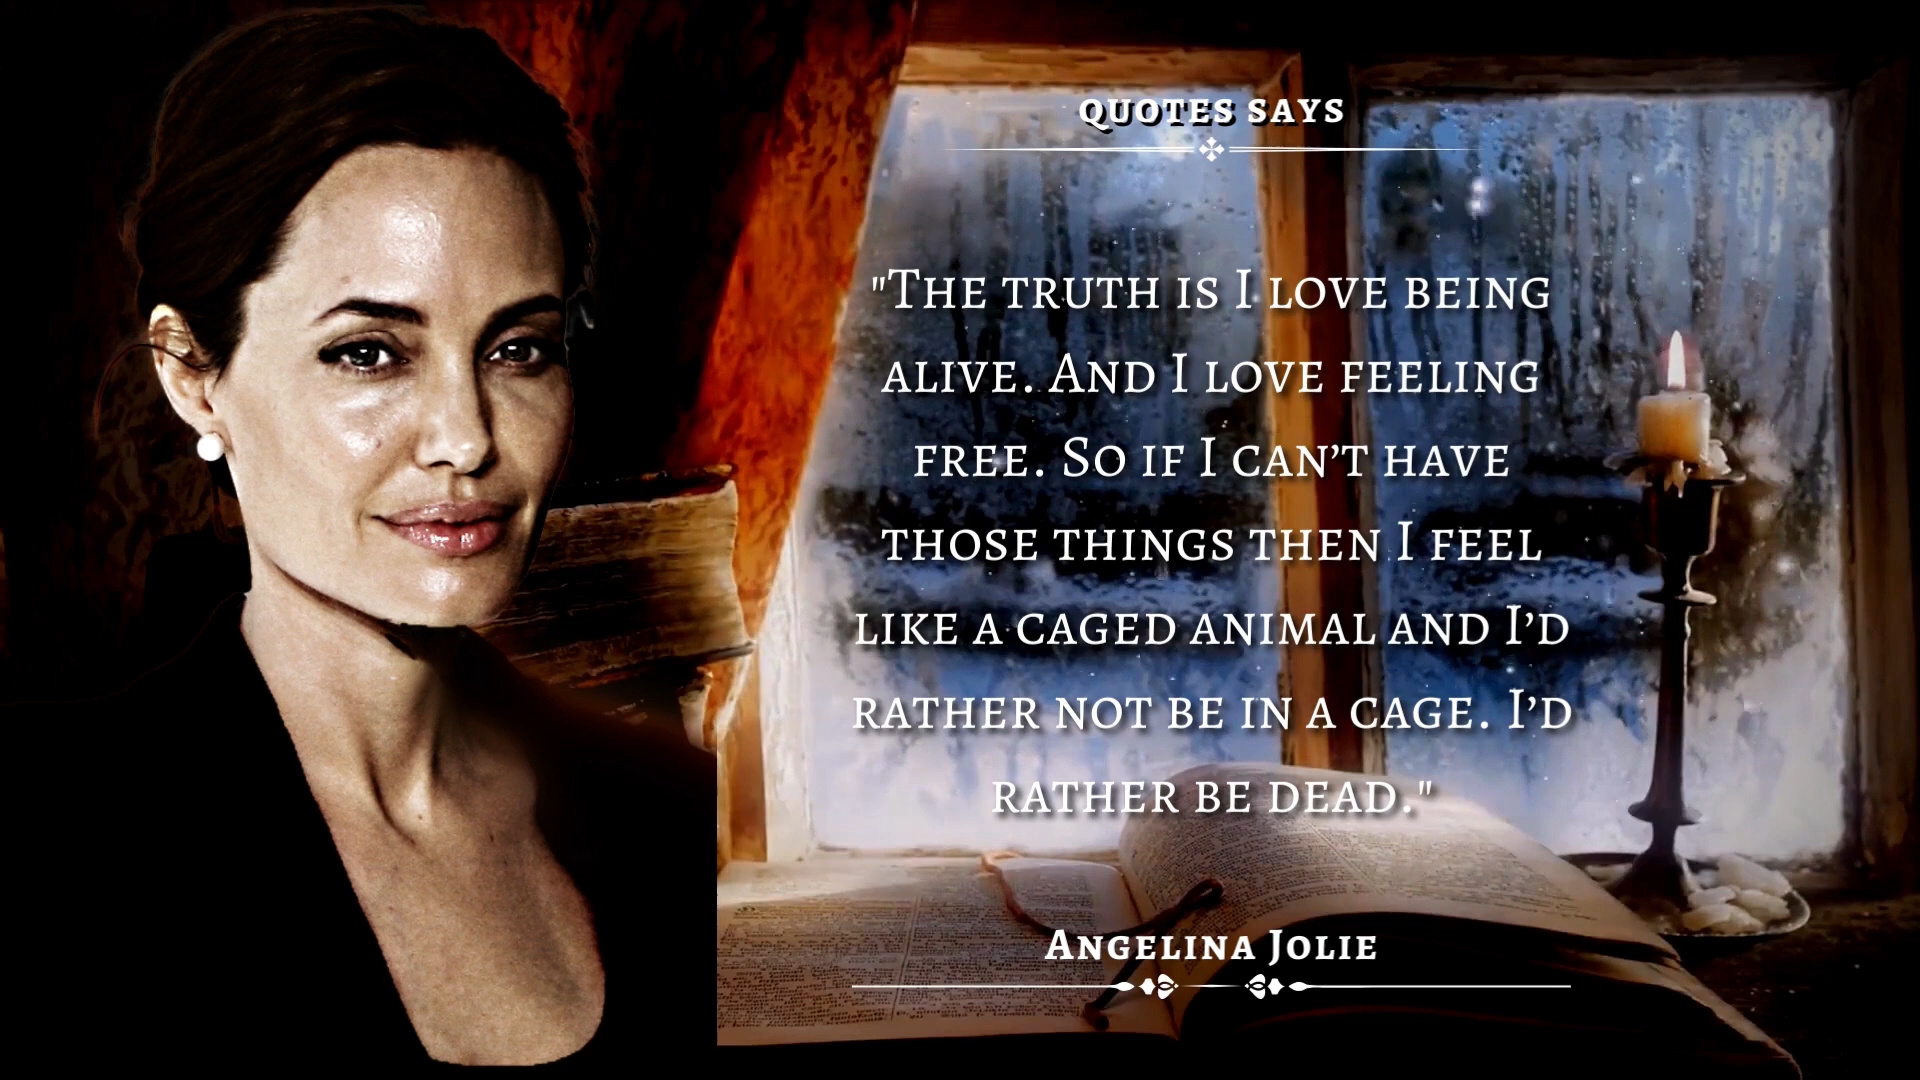 QUOTES SAYS
"The truth is I love being
alive. And I love feeling
free. So if I can’t have
those things then I feel
like a caged animal and I’d
rather not be in a cage. I’d
rather be dead."
Angelina Jolie